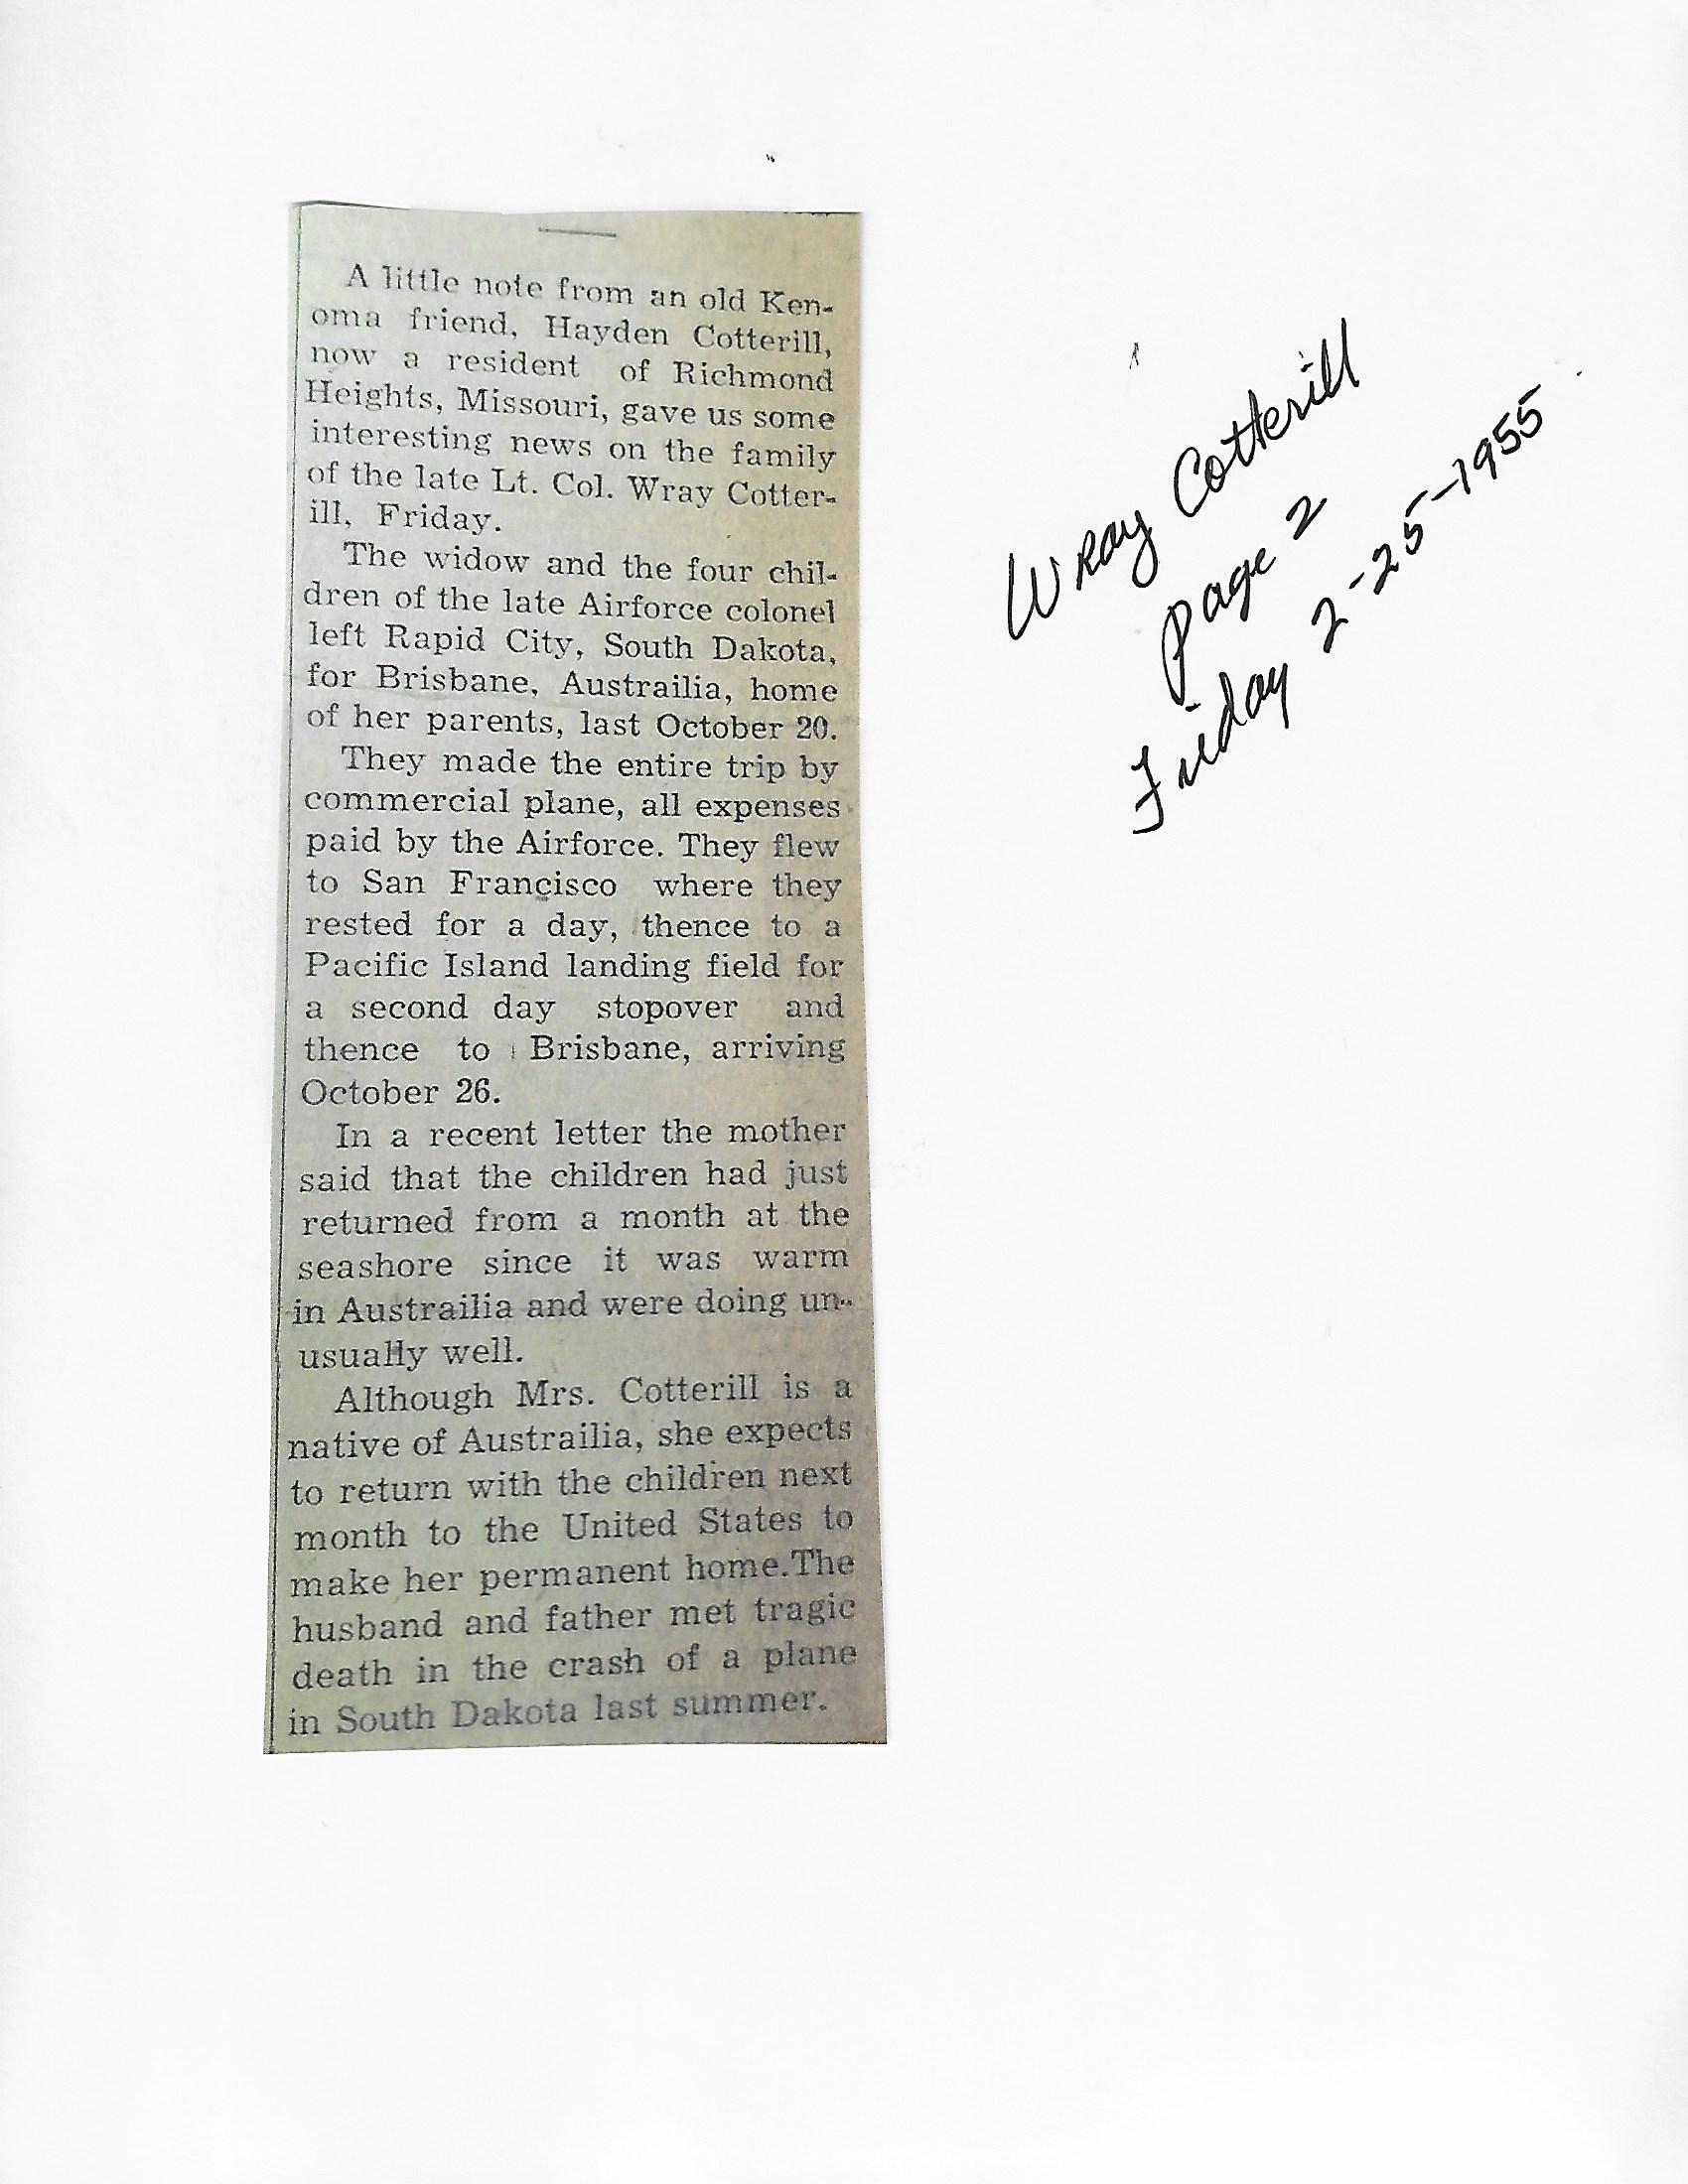 A little note from an old Ken-
oma friend, Hayden Cotterill,
now a resident of Richmond
Heights, Missouri, gave us some
interesting news on the family
of the late Lt. Col. Wray Cotter-
ill, Friday.
The widow and the four chil-
dren of the late Airforce colonel
left Rapid City, South Dakota,
for Brisbane, Austrailia, home
of her parents, last October 20.
They made the entire trip by
commercial plane, all expenses
paid by the Airforce. They flew
to San Francisco where they
rested for a day, thence to a
Pacific Island landing field for
a second day stopover and
thence to Brisbane, arriving
October 26.
In a recent letter the mother
said that the children had just
returned from a month at the
seashore since it was warm
in Austrailia and were doing un-
usually well.
Although Mrs. Cotterill is a
native of Austrailia, she expects
to return with the children next
month to the United States to
make her permanent home.The
husband and father met tragic
death in the crash of a plane
in South Dakota last summer.
Wray Cotterill
Page 2
Friday 2-25-1955